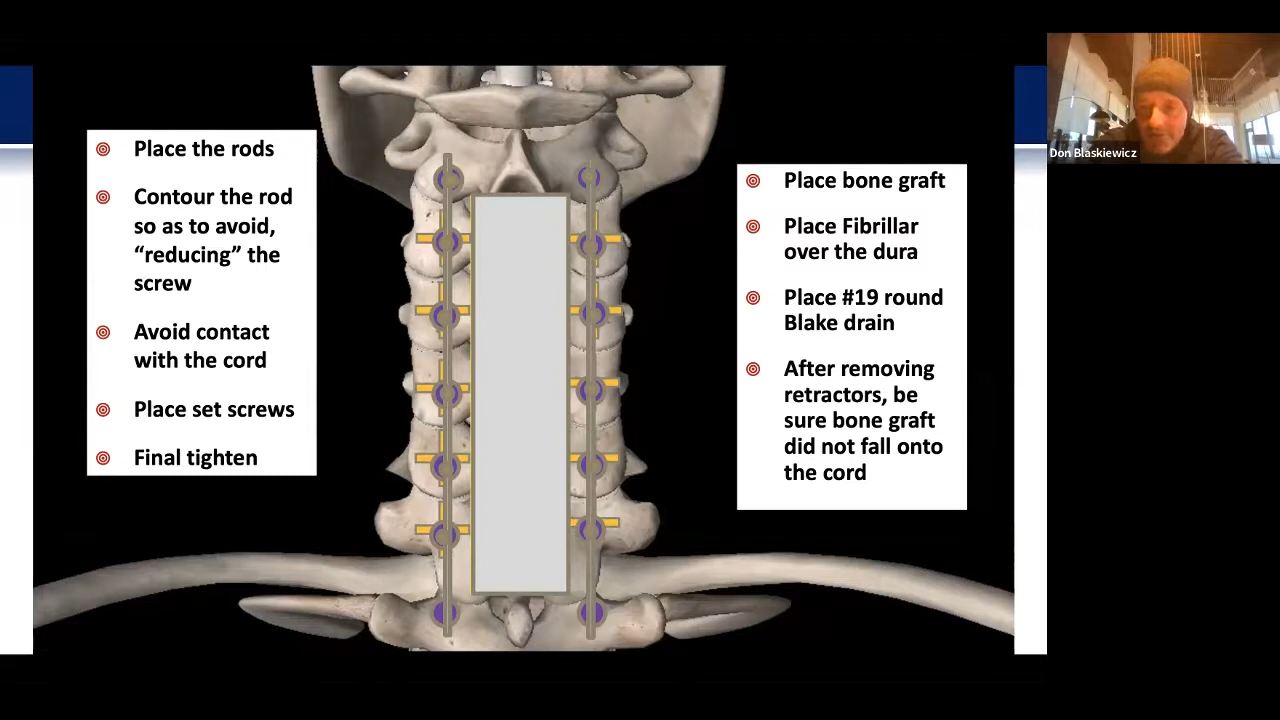 Place the rods
Contour the rod
so as to avoid,
“reducing” the
screw
Avoid contact
with the cord
Place set screws
Final tighten
Place bone graft
Place Fibrillar
over the dura
Place #19 round
Blake drain
After removing
retractors, be
sure bone graft
did not fall onto
the cord
Don Blaskiewicz